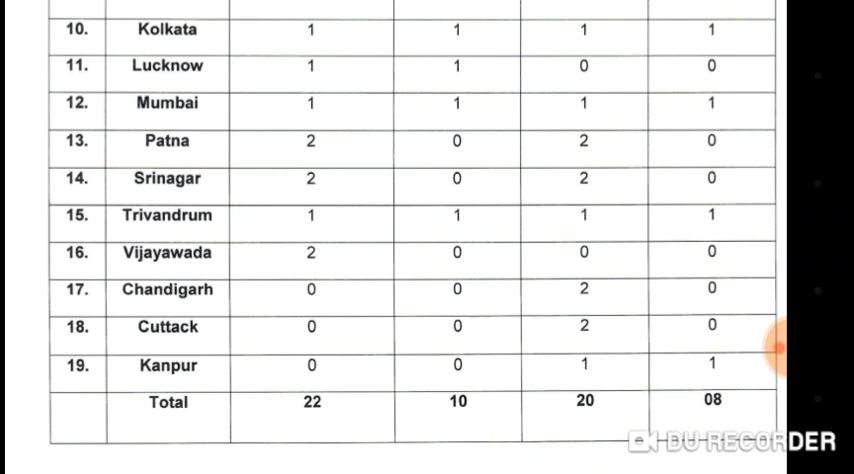 10. Kolkata 1 1 1 1
11. Lucknow 1 1 0 0
12. Mumbai 1 1 1 1
13. Patna 2 0 2 0
14. Srinagar 2 0 2 0
15. Trivandrum 1 1 1 1
16. Vijayawada 2 0 0 0
17. Chandigarh 0 0 2 0
18. Cuttack 0 0 2 0
19. Kanpur 0 0 1 1
Total 22 10 20 08
DU RECORDER